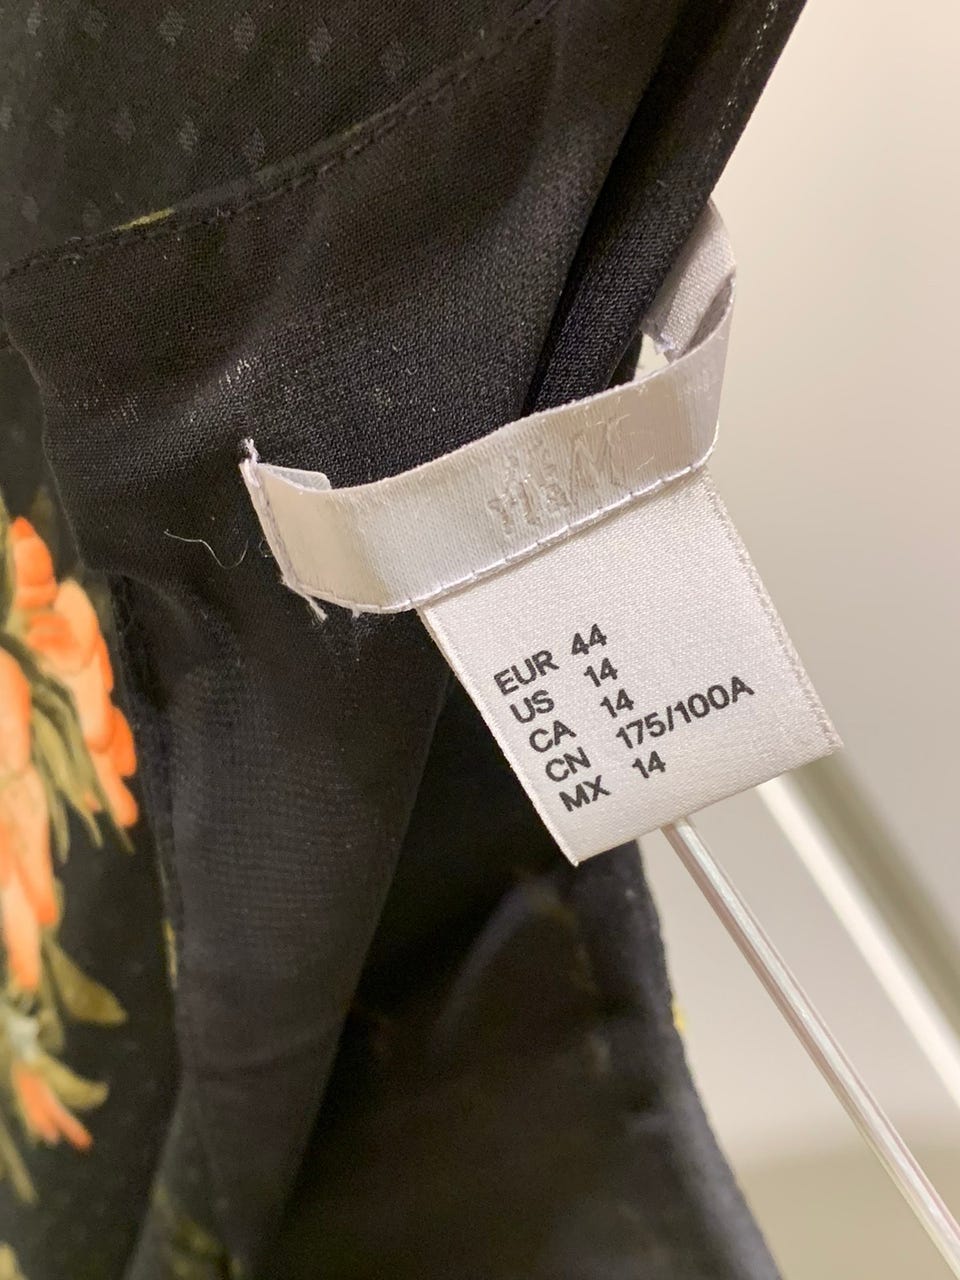 H&M
EUR 44
US 14
CA 14
CN 175/100A
MX 14